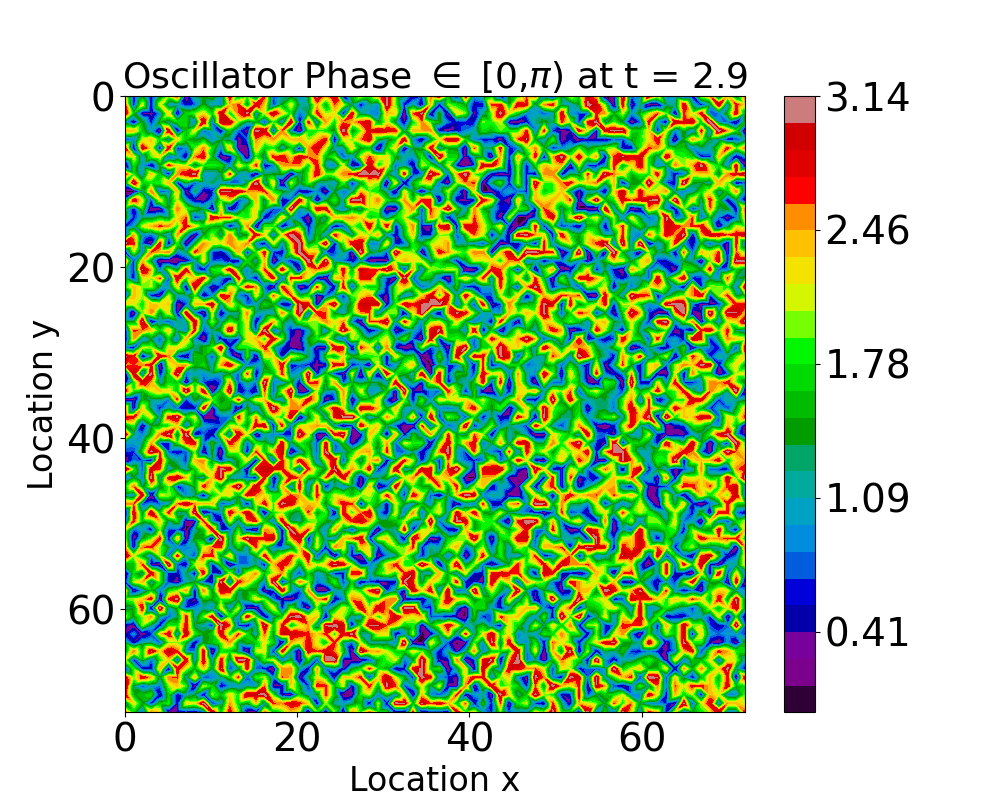 Oscillator Phase ∈ [0,π) at t = 2.9
0
20
40
60
Location y
0 20 40 60
Location x
3.14
2.46
1.78
1.09
0.41